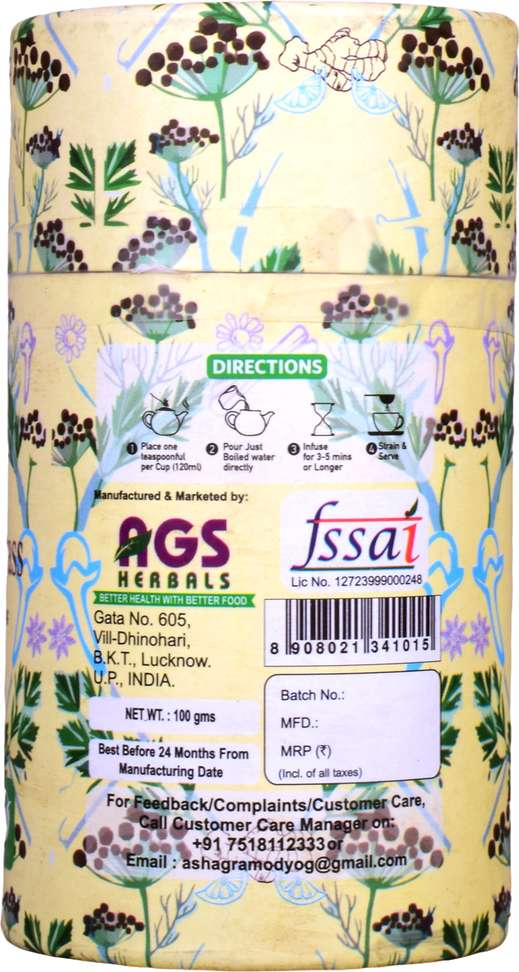 DIRECTIONS
1 Place one
teaspoonful
per Cup (120ml)
2 Pour Just
Boiled water
directly
3 Infuse
for 3-5 mins
or Longer
4 Strain &
Serve
Manufactured & Marketed by:
AGS
HERBALS
BETTER HEALTH WITH BETTER FOOD
Gata No. 605,
Vill-Dhinohari,
B.K.T., Lucknow.
U.P., INDIA.
fssai
Lic No. 12723999000248
8 908021 341015
NET WT. : 100 gms
Best Before 24 Months From
Manufacturing Date
Batch No.:
MFD.:
MRP (₹)
(Incl. of all taxes)
For Feedback/Complaints/Customer Care,
Call Customer Care Manager on:
+91 7518112333 or
Email : ashagramodyog@gmail.com